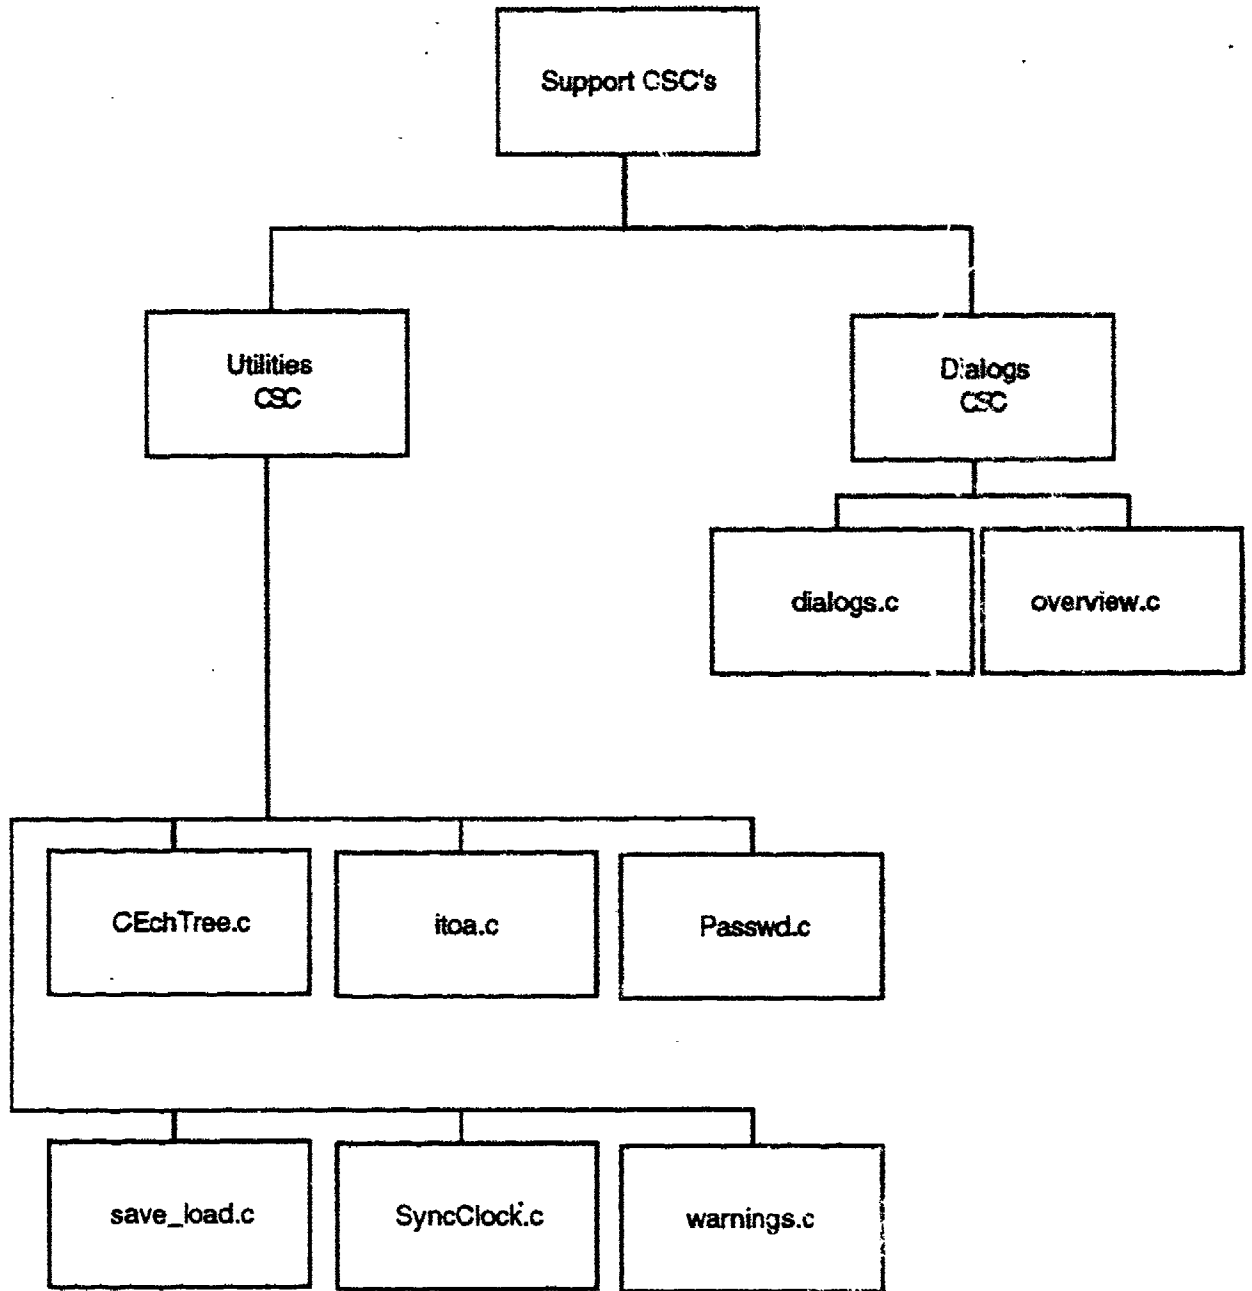 Support CSC's
Utilities
CSC
Dialogs
CSC
dialogs.c
overview.c
CEchTree.c
itoa.c
Passwd.c
save_load.c
SyncClock.c
warnings.c